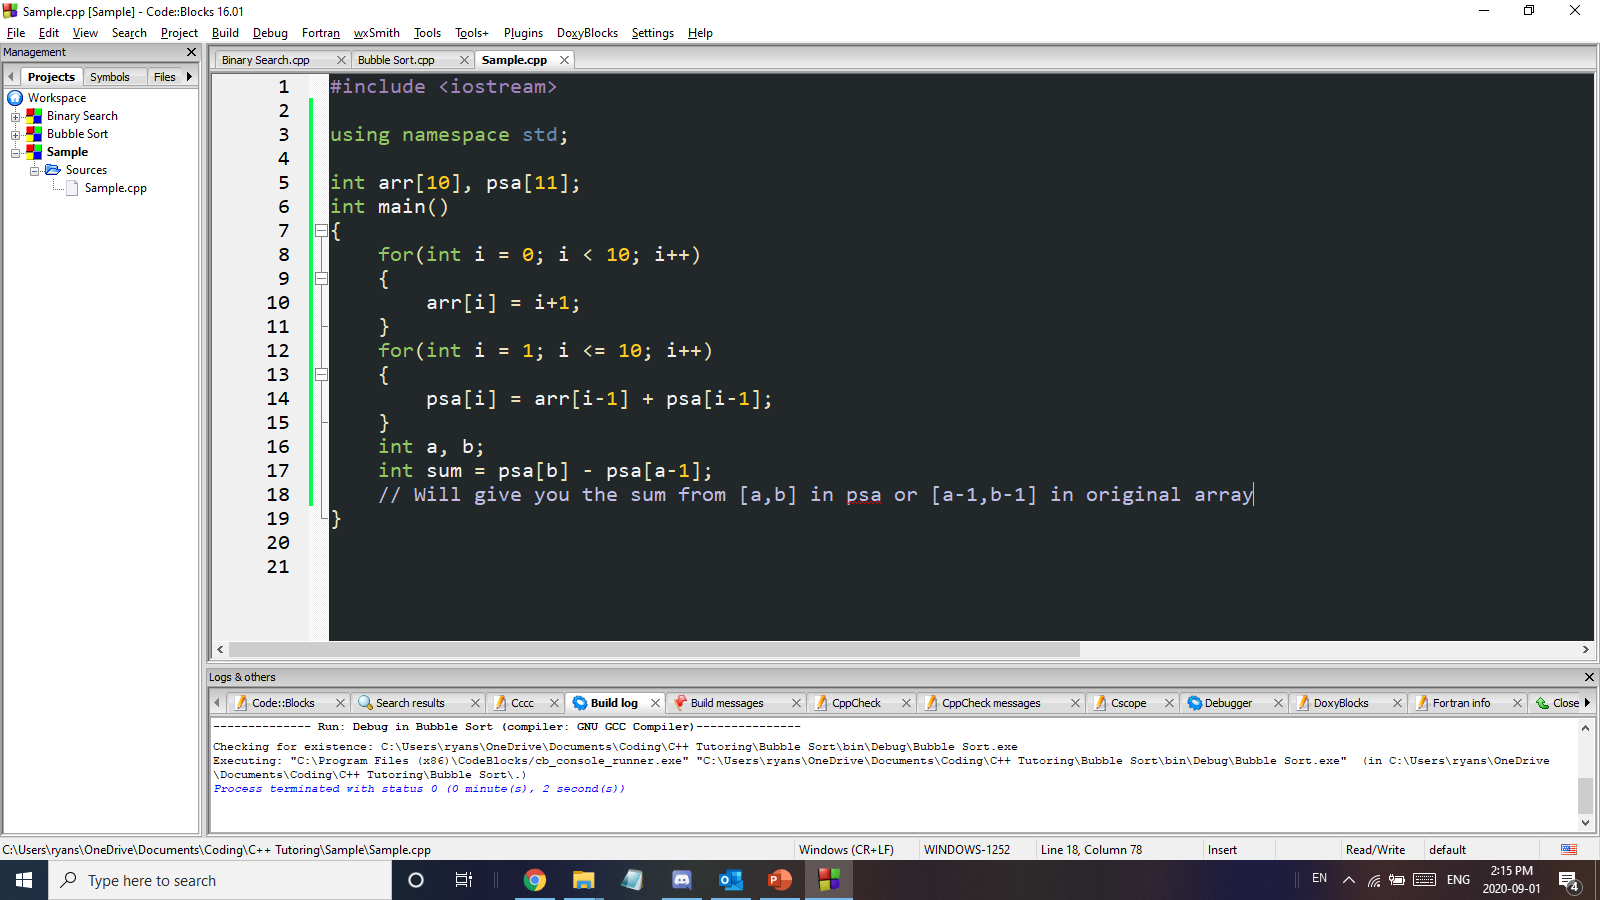 Sample.cpp [Sample] - Code::Blocks 16.01
File Edit View Search Project Build Debug Fortran wxSmith Tools Tools+ Plugins DoxyBlocks Settings Help
Management
Projects Symbols Files
Workspace
Binary Search
Bubble Sort
Sample
Sources
Sample.cpp
Binary Search.cpp Bubble Sort.cpp Sample.cpp
1 #include <iostream>
2
3 using namespace std;
4
5 int arr[10], psa[11];
6 int main()
7 {
8     for(int i = 0; i < 10; i++)
9     {
10         arr[i] = i+1;
11     }
12     for(int i = 1; i <= 10; i++)
13     {
14         psa[i] = arr[i-1] + psa[i-1];
15     }
16     int a, b;
17     int sum = psa[b] - psa[a-1];
18     // Will give you the sum from [a,b] in psa or [a-1,b-1] in original array
19 }
20
21
Logs & others
Code::Blocks Search results Cccc Build log Build messages CppCheck CppCheck messages Cscope Debugger DoxyBlocks Fortran info Close
-------------- Run: Debug in Bubble Sort (compiler: GNU GCC Compiler)---------------
Checking for existence: C:\Users\ryans\OneDrive\Documents\Coding\C++ Tutoring\Bubble Sort\bin\Debug\Bubble Sort.exe
Executing: "C:\Program Files (x86)\CodeBlocks/cb_console_runner.exe" "C:\Users\ryans\OneDrive\Documents\Coding\C++ Tutoring\Bubble Sort\bin\Debug\Bubble Sort.exe"  (in C:\Users\ryans\OneDrive
\Documents\Coding\C++ Tutoring\Bubble Sort\.)
Process terminated with status 0 (0 minute(s), 2 second(s))
C:\Users\ryans\OneDrive\Documents\Coding\C++ Tutoring\Sample\Sample.cpp Windows (CR+LF) WINDOWS-1252 Line 18, Column 78 Insert Read/Write default
Type here to search
EN ENG
2:15 PM
2020-09-01
4